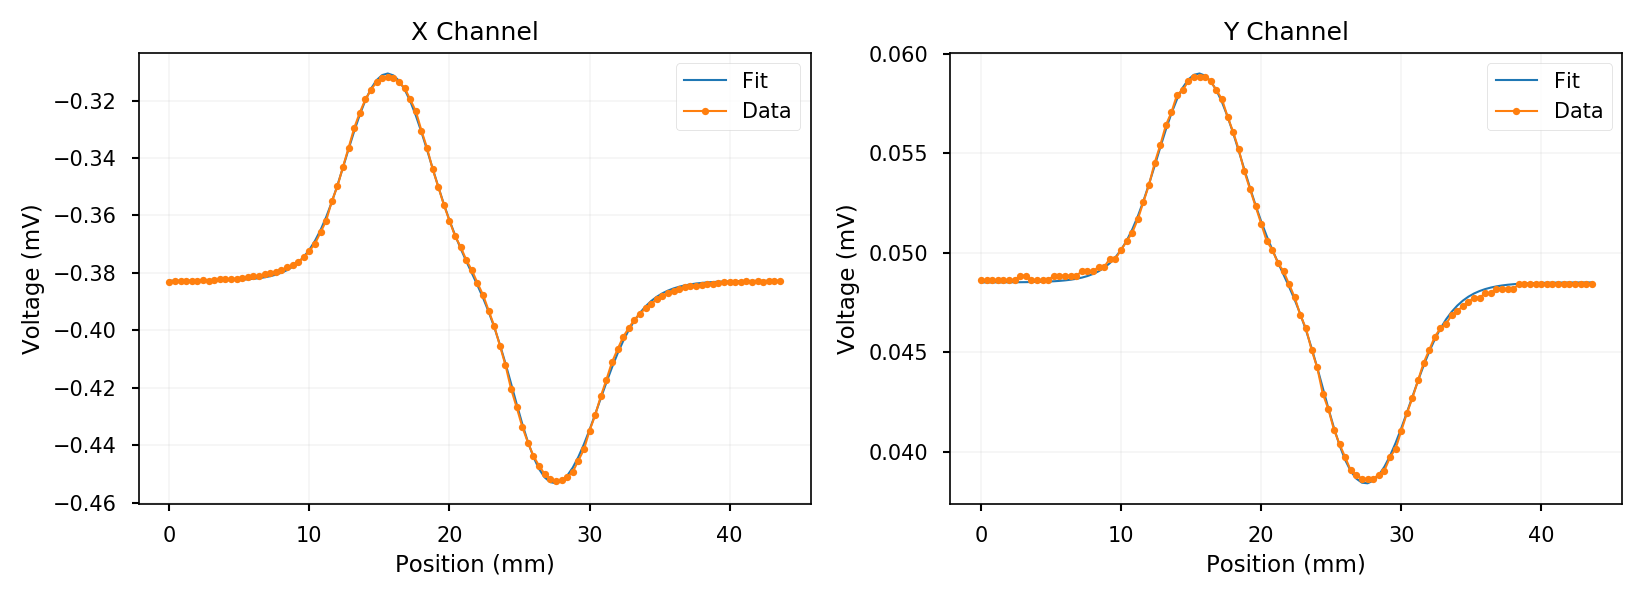 X Channel
Voltage (mV)
−0.32
−0.34
−0.36
−0.38
−0.40
−0.42
−0.44
−0.46
Fit
Data
0 10 20 30 40
Position (mm)
Y Channel
Voltage (mV)
0.060
0.055
0.050
0.045
0.040
Fit
Data
0 10 20 30 40
Position (mm)